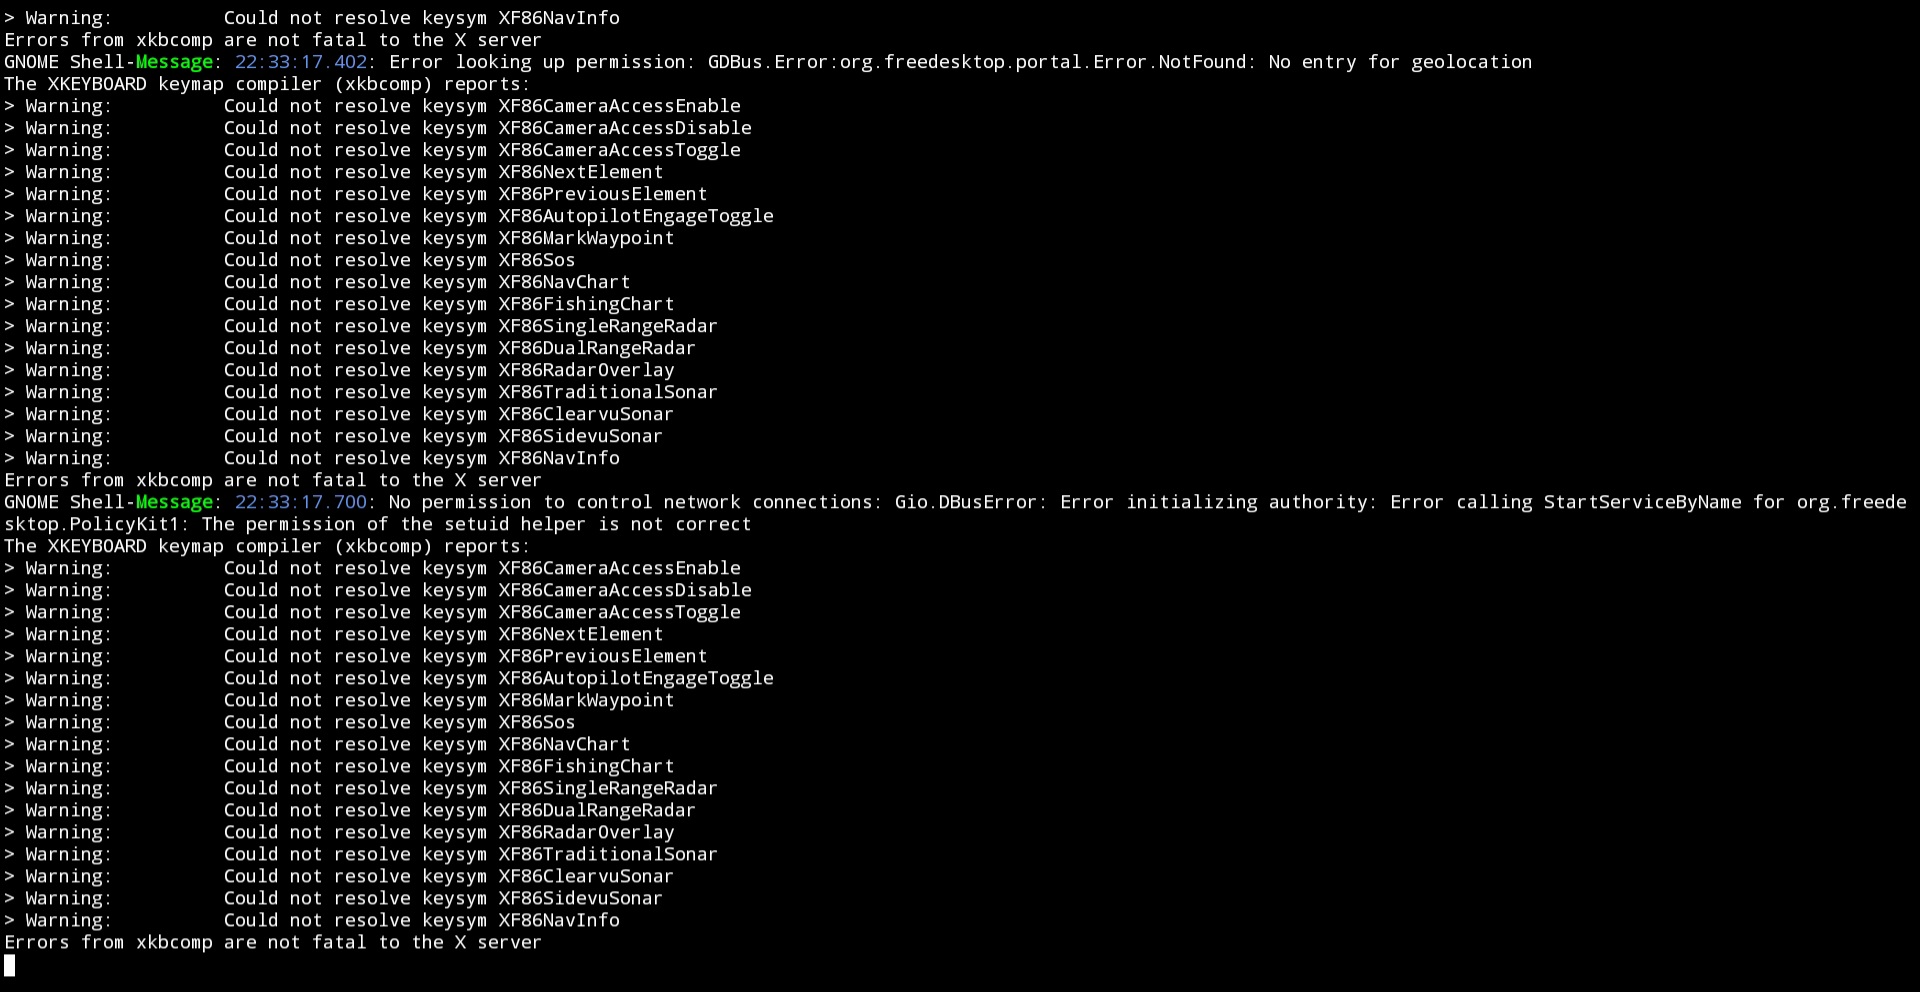 > Warning:          Could not resolve keysym XF86NavInfo
Errors from xkbcomp are not fatal to the X server
GNOME Shell-Message: 22:33:17.402: Error looking up permission: GDBus.Error:org.freedesktop.portal.Error.NotFound: No entry for geolocation
The XKEYBOARD keymap compiler (xkbcomp) reports:
> Warning:          Could not resolve keysym XF86CameraAccessEnable
> Warning:          Could not resolve keysym XF86CameraAccessDisable
> Warning:          Could not resolve keysym XF86CameraAccessToggle
> Warning:          Could not resolve keysym XF86NextElement
> Warning:          Could not resolve keysym XF86PreviousElement
> Warning:          Could not resolve keysym XF86AutopilotEngageToggle
> Warning:          Could not resolve keysym XF86MarkWaypoint
> Warning:          Could not resolve keysym XF86Sos
> Warning:          Could not resolve keysym XF86NavChart
> Warning:          Could not resolve keysym XF86FishingChart
> Warning:          Could not resolve keysym XF86SingleRangeRadar
> Warning:          Could not resolve keysym XF86DualRangeRadar
> Warning:          Could not resolve keysym XF86RadarOverlay
> Warning:          Could not resolve keysym XF86TraditionalSonar
> Warning:          Could not resolve keysym XF86ClearvuSonar
> Warning:          Could not resolve keysym XF86SidevuSonar
> Warning:          Could not resolve keysym XF86NavInfo
Errors from xkbcomp are not fatal to the X server
GNOME Shell-Message: 22:33:17.700: No permission to control network connections: Gio.DBusError: Error initializing authority: Error calling StartServiceByName for org.freede
sktop.PolicyKit1: The permission of the setuid helper is not correct
The XKEYBOARD keymap compiler (xkbcomp) reports:
> Warning:          Could not resolve keysym XF86CameraAccessEnable
> Warning:          Could not resolve keysym XF86CameraAccessDisable
> Warning:          Could not resolve keysym XF86CameraAccessToggle
> Warning:          Could not resolve keysym XF86NextElement
> Warning:          Could not resolve keysym XF86PreviousElement
> Warning:          Could not resolve keysym XF86AutopilotEngageToggle
> Warning:          Could not resolve keysym XF86MarkWaypoint
> Warning:          Could not resolve keysym XF86Sos
> Warning:          Could not resolve keysym XF86NavChart
> Warning:          Could not resolve keysym XF86FishingChart
> Warning:          Could not resolve keysym XF86SingleRangeRadar
> Warning:          Could not resolve keysym XF86DualRangeRadar
> Warning:          Could not resolve keysym XF86RadarOverlay
> Warning:          Could not resolve keysym XF86TraditionalSonar
> Warning:          Could not resolve keysym XF86ClearvuSonar
> Warning:          Could not resolve keysym XF86SidevuSonar
> Warning:          Could not resolve keysym XF86NavInfo
Errors from xkbcomp are not fatal to the X server